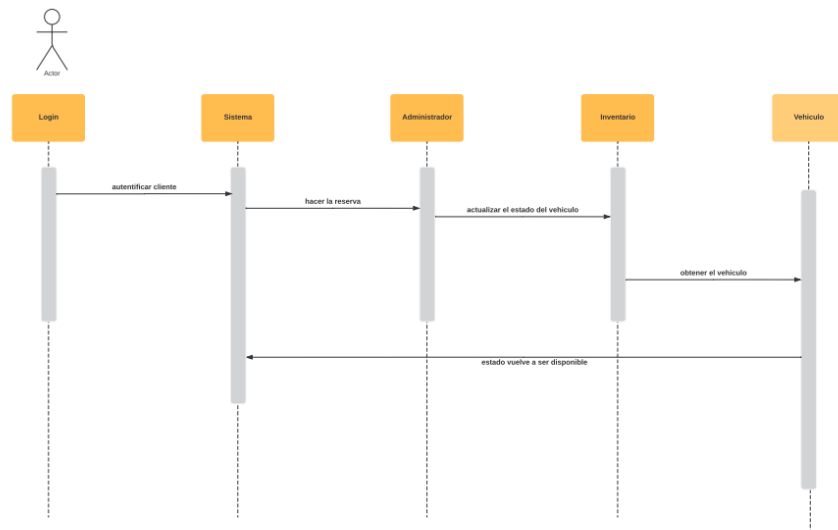 Actor
Login
Sistema
Administrador
Inventario
Vehiculo
autentificar cliente
hacer la reserva
actualizar el estado del vehiculo
obtener el vehiculo
estado vuelve a ser disponible